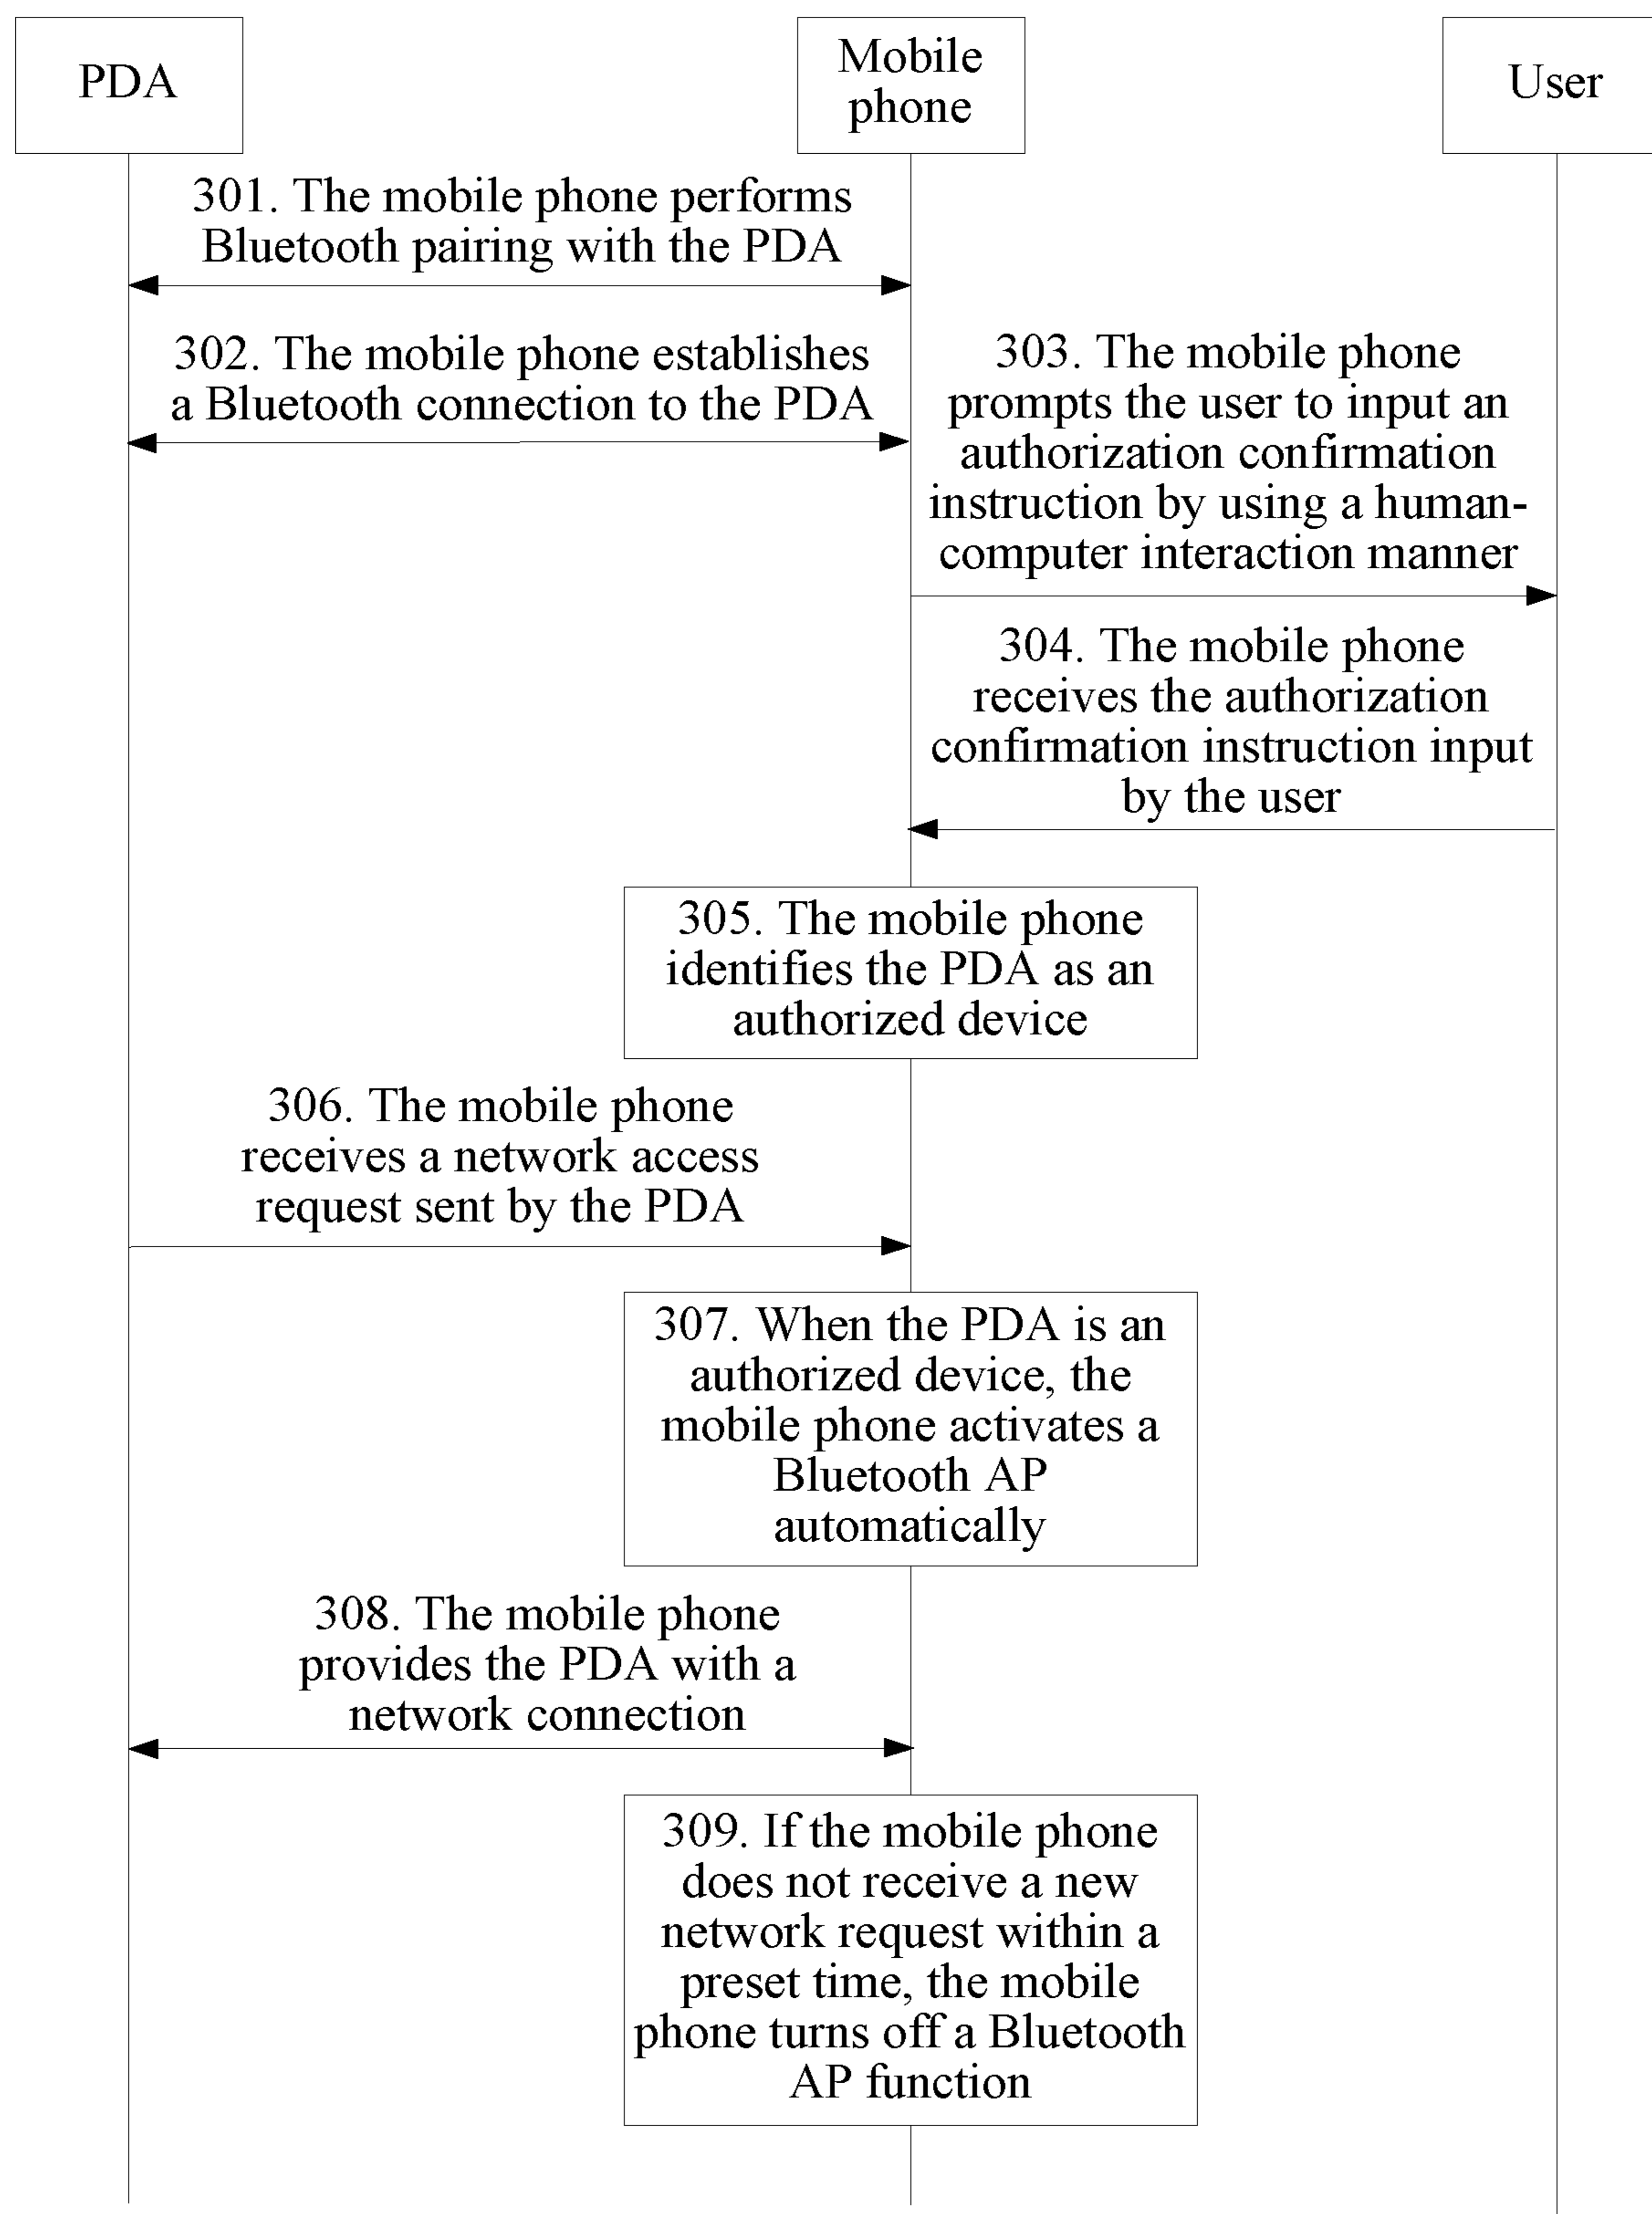 PDA
Mobile
phone
User
301. The mobile phone performs
Bluetooth pairing with the PDA
302. The mobile phone establishes
a Bluetooth connection to the PDA
303. The mobile phone
prompts the user to input an
authorization confirmation
instruction by using a human-
computer interaction manner
304. The mobile phone
receives the authorization
confirmation instruction input
by the user
305. The mobile phone
identifies the PDA as an
authorized device
306. The mobile phone
receives a network access
request sent by the PDA
307. When the PDA is an
authorized device, the
mobile phone activates a
Bluetooth AP
automatically
308. The mobile phone
provides the PDA with a
network connection
309. If the mobile phone
does not receive a new
network request within a
preset time, the mobile
phone turns off a Bluetooth
AP function